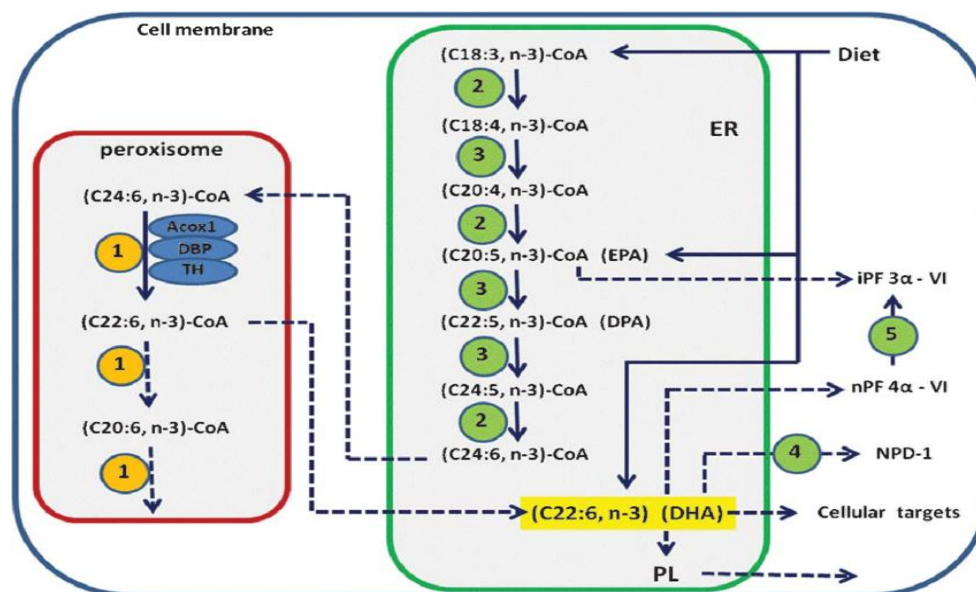 Cell membrane
(C18:3, n-3)-CoA
Diet
2
(C18:4, n-3)-CoA
ER
peroxisome
3
(C24:6, n-3)-CoA
(C20:4, n-3)-CoA
Acox1
2
1
DBP
(C20:5, n-3)-CoA (EPA)
TH
iPF 3α - VI
3
(C22:6, n-3)-CoA
(C22:5, n-3)-CoA (DPA)
5
1
3
(C24:5, n-3)-CoA
nPF 4α - VI
2
(C20:6, n-3)-CoA
(C24:6, n-3)-CoA
4
NPD-1
1
(C22:6, n-3) (DHA)
Cellular targets
PL